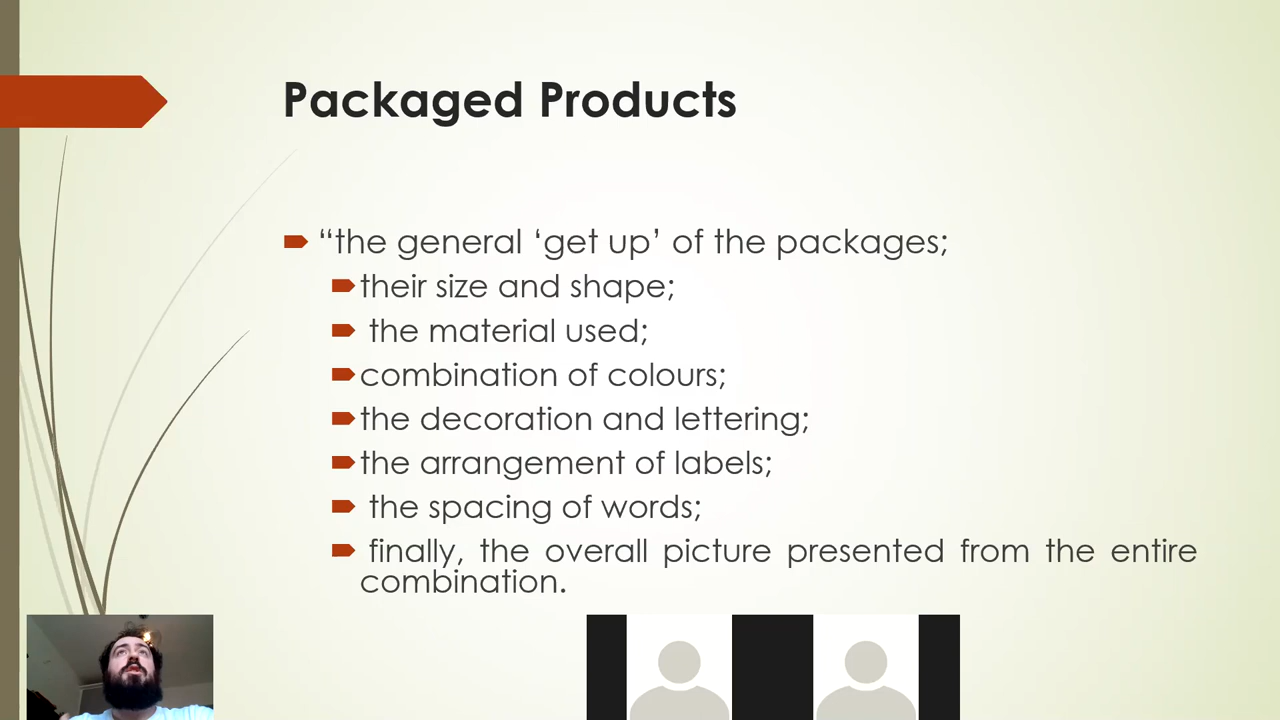 Packaged Products
“the general ‘get up’ of the packages;
their size and shape;
the material used;
combination of colours;
the decoration and lettering;
the arrangement of labels;
the spacing of words;
finally, the overall picture presented from the entire
combination.